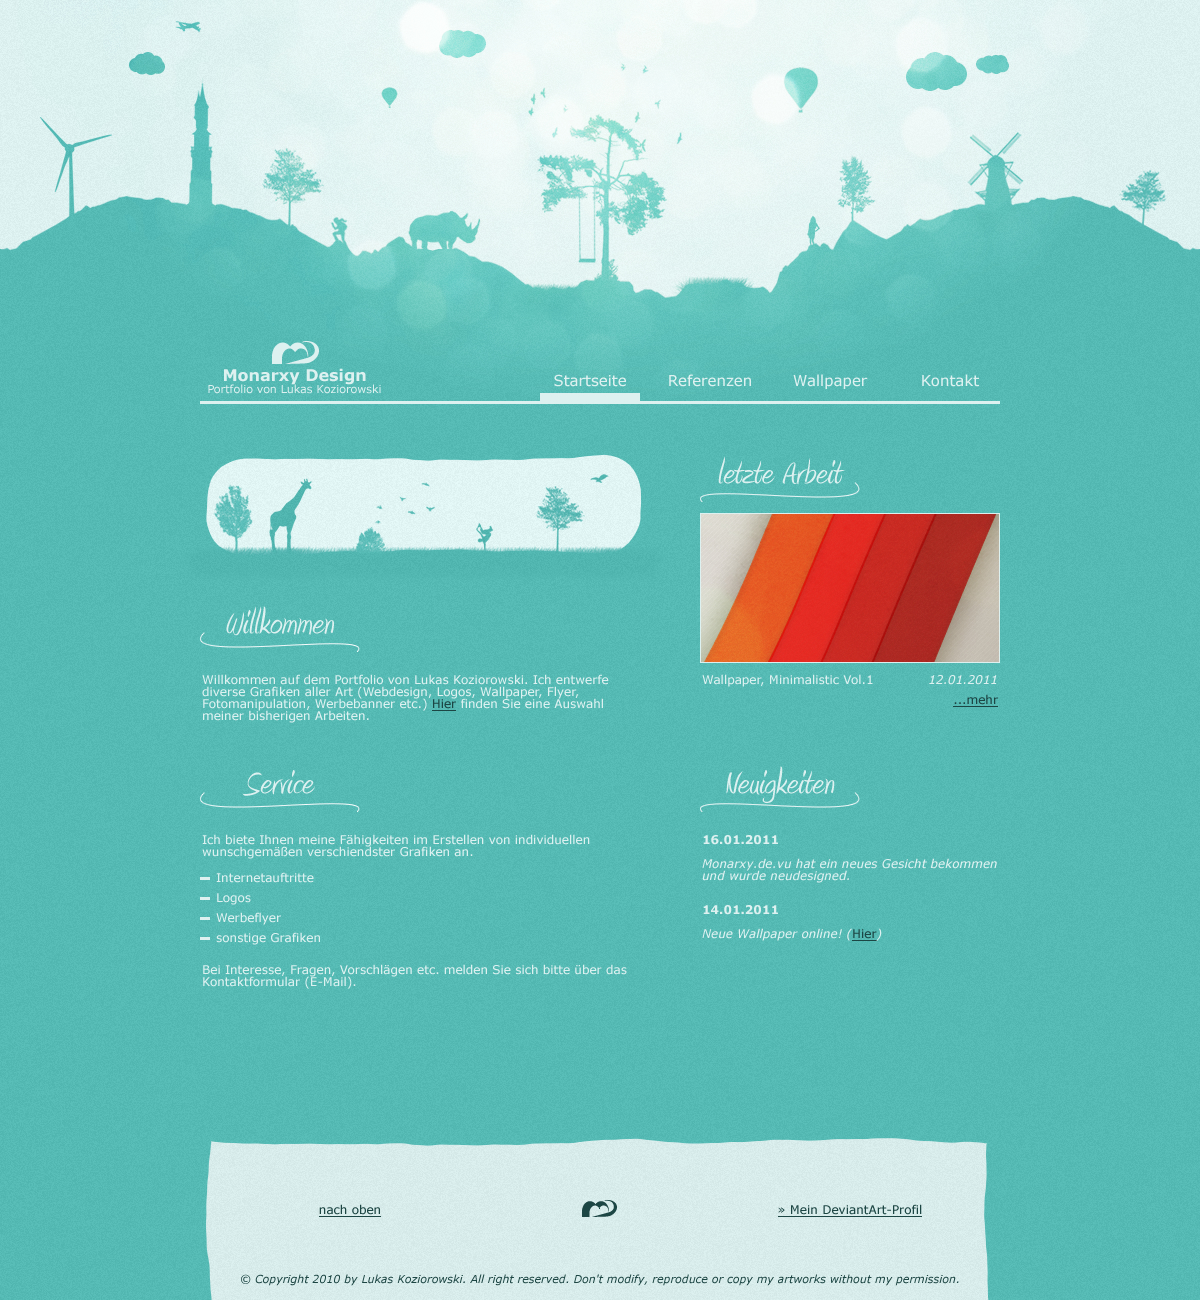 Monarxy Design
Portfolio von Lukas Koziorowski
Startseite Referenzen Wallpaper Kontakt
letzte Arbeit
Wallpaper, Minimalistic Vol.1 12.01.2011
...mehr
Willkommen
Willkommen auf dem Portfolio von Lukas Koziorowski. Ich entwerfe
diverse Grafiken aller Art (Webdesign, Logos, Wallpaper, Flyer,
Fotomanipulation, Werbebanner etc.) Hier finden Sie eine Auswahl
meiner bisherigen Arbeiten.
Service
Ich biete Ihnen meine Fähigkeiten im Erstellen von individuellen
wunschgemäßen verschiendster Grafiken an.
Internetauftritte
Logos
Werbeflyer
sonstige Grafiken
Bei Interesse, Fragen, Vorschlägen etc. melden Sie sich bitte über das
Kontaktformular (E-Mail).
Neuigkeiten
16.01.2011
Monarxy.de.vu hat ein neues Gesicht bekommen
und wurde neudesigned.
14.01.2011
Neue Wallpaper online! (Hier)
nach oben
» Mein DeviantArt-Profil
© Copyright 2010 by Lukas Koziorowski. All right reserved. Don't modify, reproduce or copy my artworks without my permission.